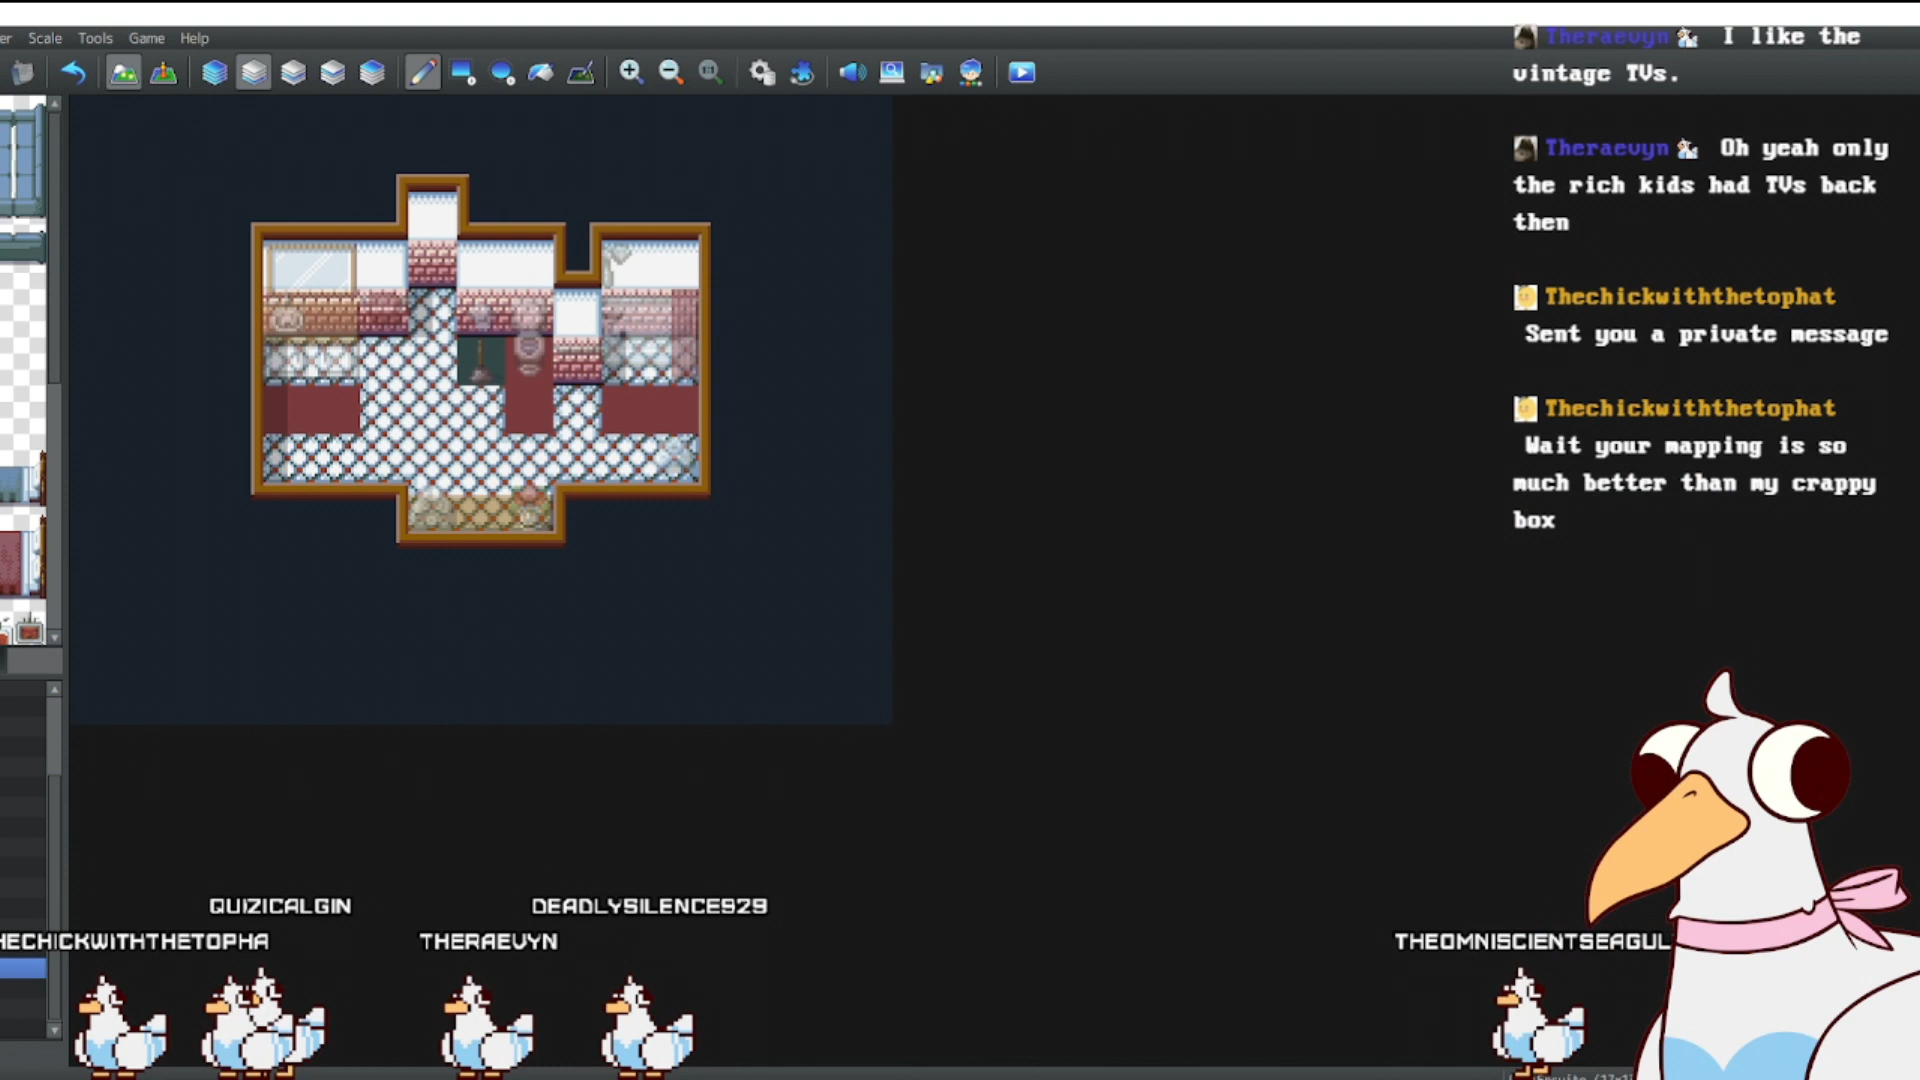 er Scale Tools Game Help
Theraevyn I like the
vintage TVs.
Theraevyn Oh yeah only
the rich kids had TVs back
then
Thechickwiththetophat
Sent you a private message
Thechickwiththetophat
Wait your mapping is so
much better than my crappy
box
QUIZICALGIN
DEADLYSILENCE929
HECHICKWITHTHETOPHA
THERAEVYN
THEOMNISCIENTSEAGUL